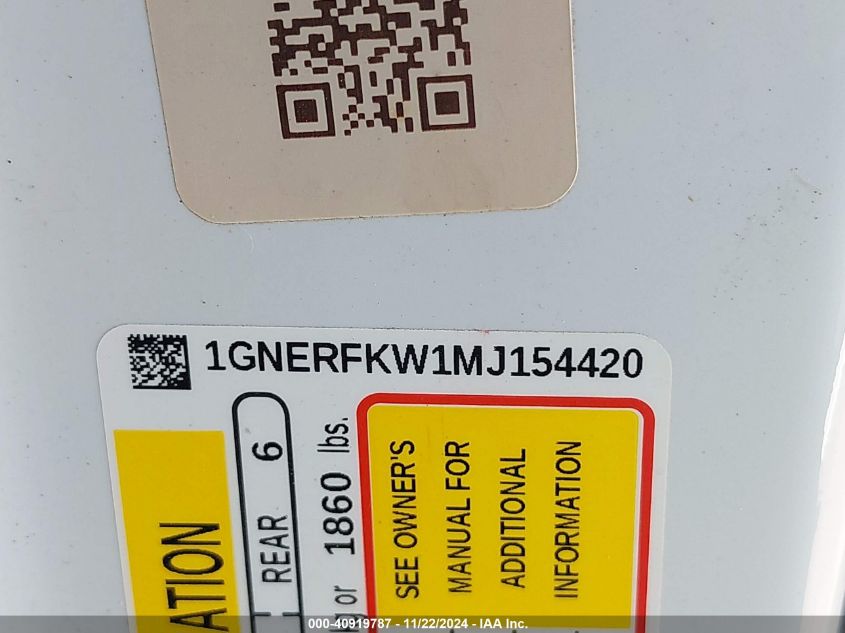 1GNERFKW1MJ154420
ATION
REAR 6
kg or 1860 lbs.
SEE OWNER'S
MANUAL FOR
ADDITIONAL
INFORMATION
000-40919787 - 11/22/2024 - IAA Inc.